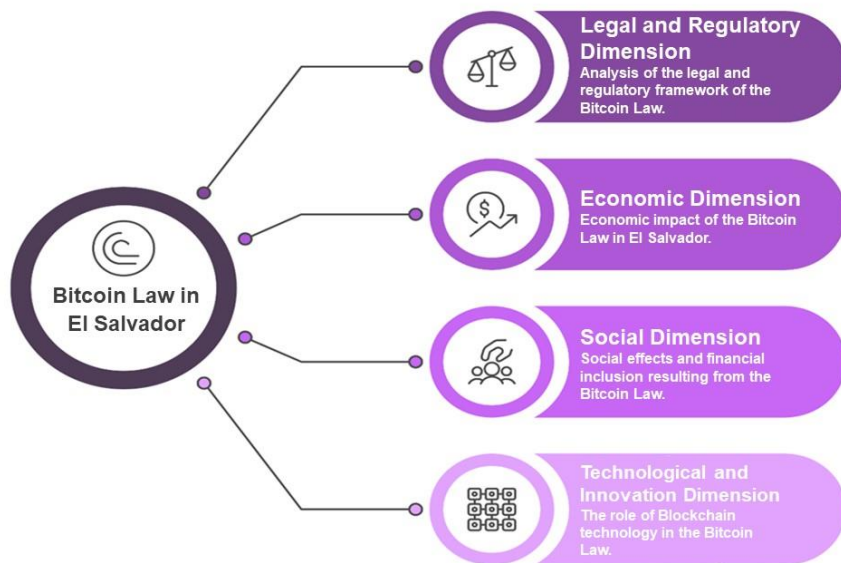 Bitcoin Law in
El Salvador
Legal and Regulatory
Dimension
Analysis of the legal and
regulatory framework of the
Bitcoin Law.
Economic Dimension
Economic impact of the Bitcoin
Law in El Salvador.
Social Dimension
Social effects and financial
inclusion resulting from the
Bitcoin Law.
Technological and
Innovation Dimension
The role of Blockchain
technology in the Bitcoin
Law.